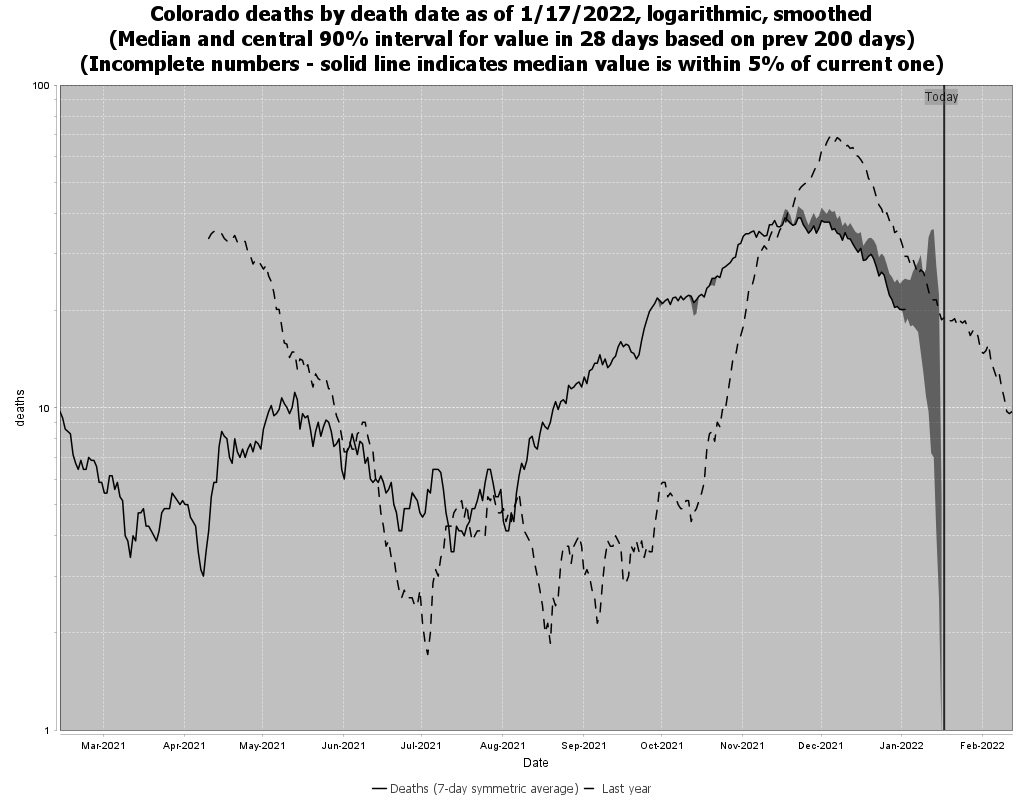 Colorado deaths by death date as of 1/17/2022, logarithmic, smoothed
(Median and central 90% interval for value in 28 days based on prev 200 days)
(Incomplete numbers - solid line indicates median value is within 5% of current one)
100
Today
10
deaths
1
Mar-2021 Apr-2021 May-2021 Jun-2021 Jul-2021 Aug-2021 Sep-2021 Oct-2021 Nov-2021 Dec-2021 Jan-2022 Feb-2022
Date
Deaths (7-day symmetric average) Last year